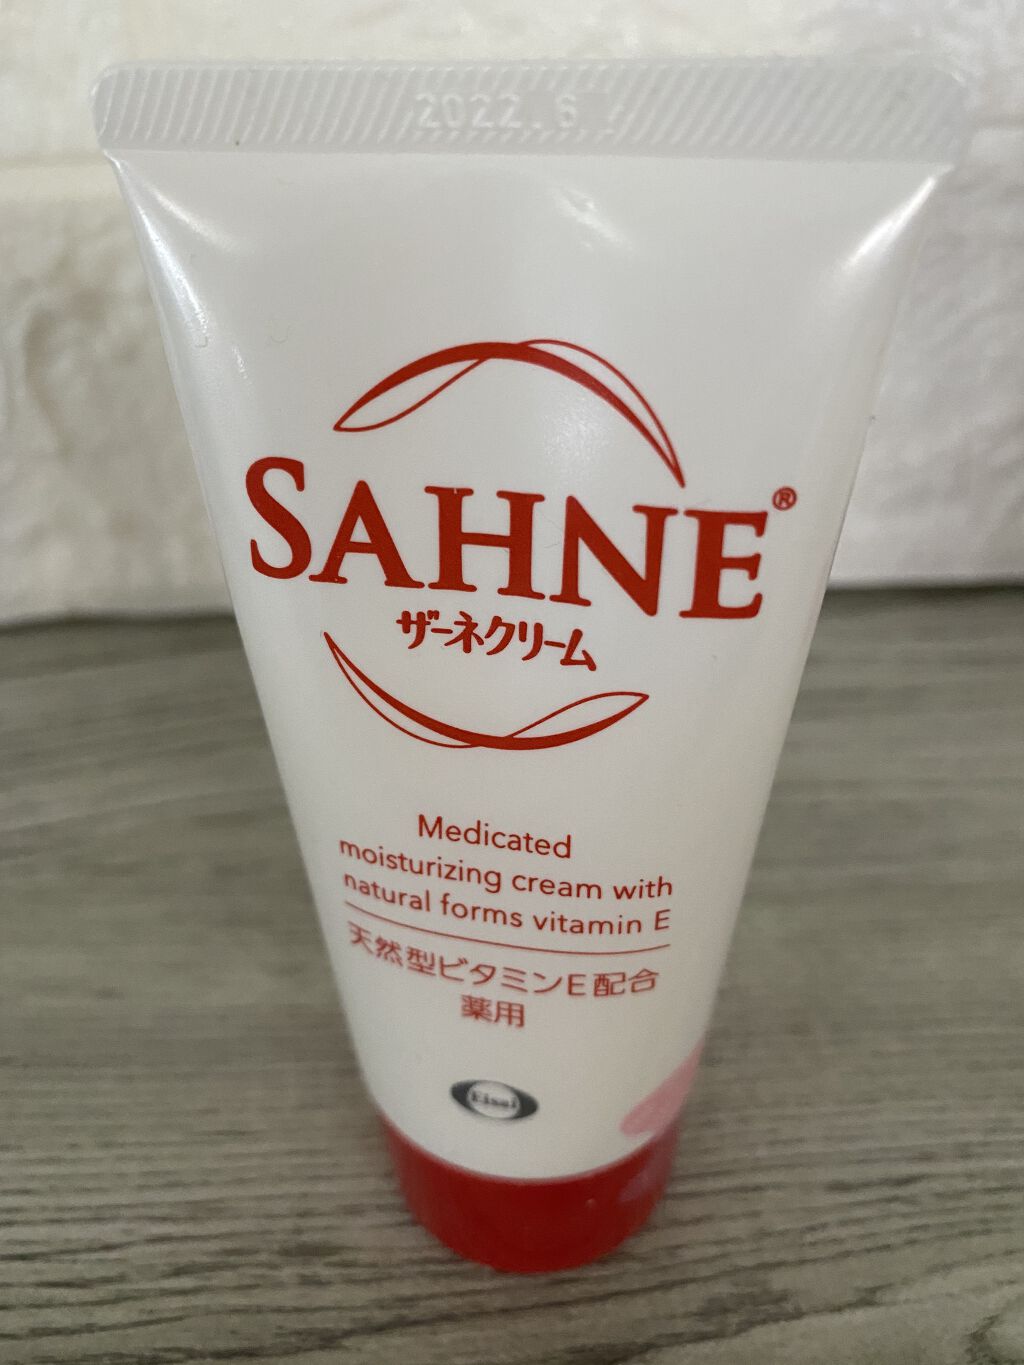 2022.6
SAHNE®
ザーネクリーム
Medicated
moisturizing cream with
natural forms vitamin E
天然型ビタミンE配合
薬用
Eisai